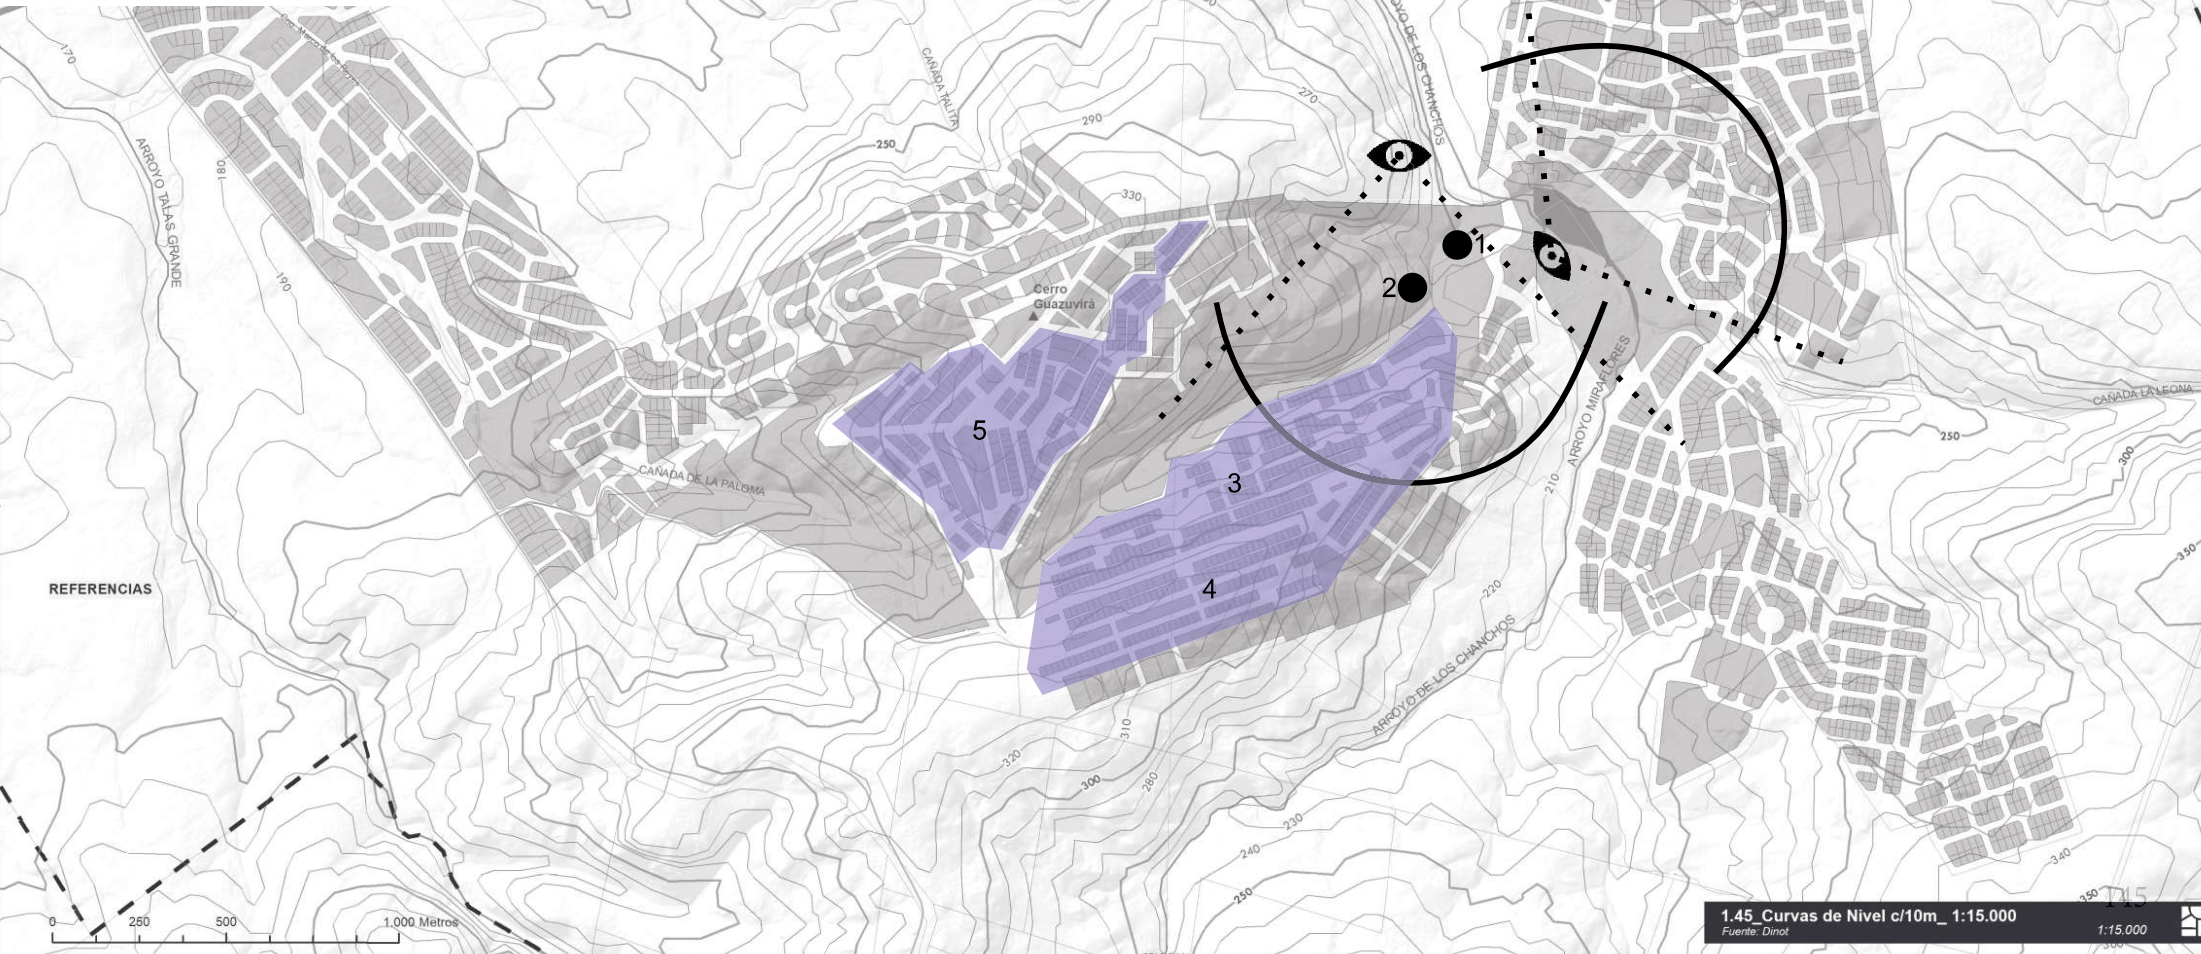 170
CAÑADA TALITA
ARROYO DE LOS CHANCHOS
270
290
250
ARROYO TALAS GRANDE
180
330
1
190
Cerro
Guazuvirá
2
ARROYO MIRAFLORES
CAÑADA LA LEONA
5
250
300
CAÑADA DE LA PALOMA
3
210
350
REFERENCIAS
4
220
ARROYO DE LOS CHANCHOS
310
320
300
280
230
240
340
250
350
145
0 250 500 1.000 Metros
1.45_Curvas de Nivel c/10m_ 1:15.000
Fuente: Dinot
1:15.000